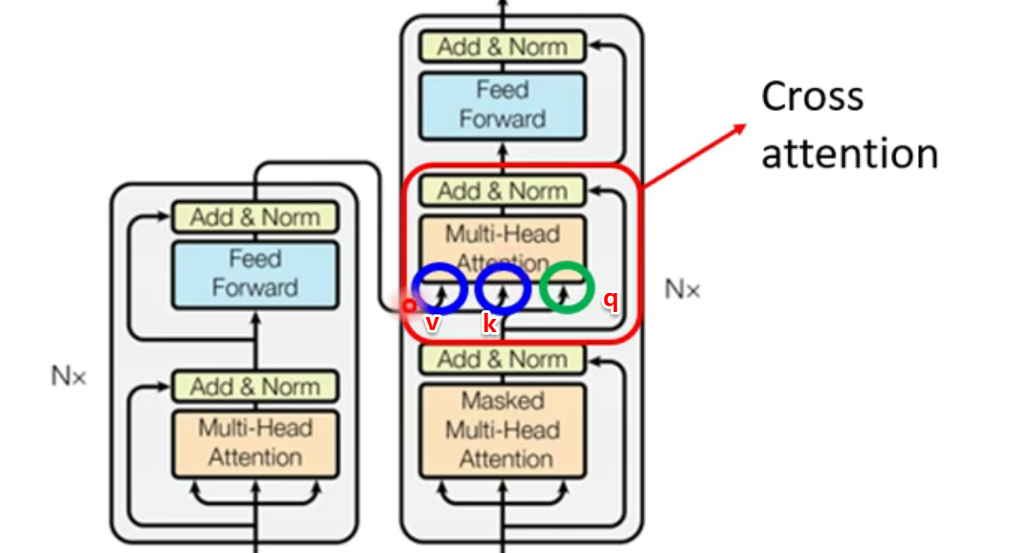 Add & Norm
Feed
Forward
Add & Norm
Multi-Head
Attention
v
k
q
Add & Norm
Masked
Multi-Head
Attention
Nx
Cross
attention
Add & Norm
Feed
Forward
Add & Norm
Multi-Head
Attention
Nx